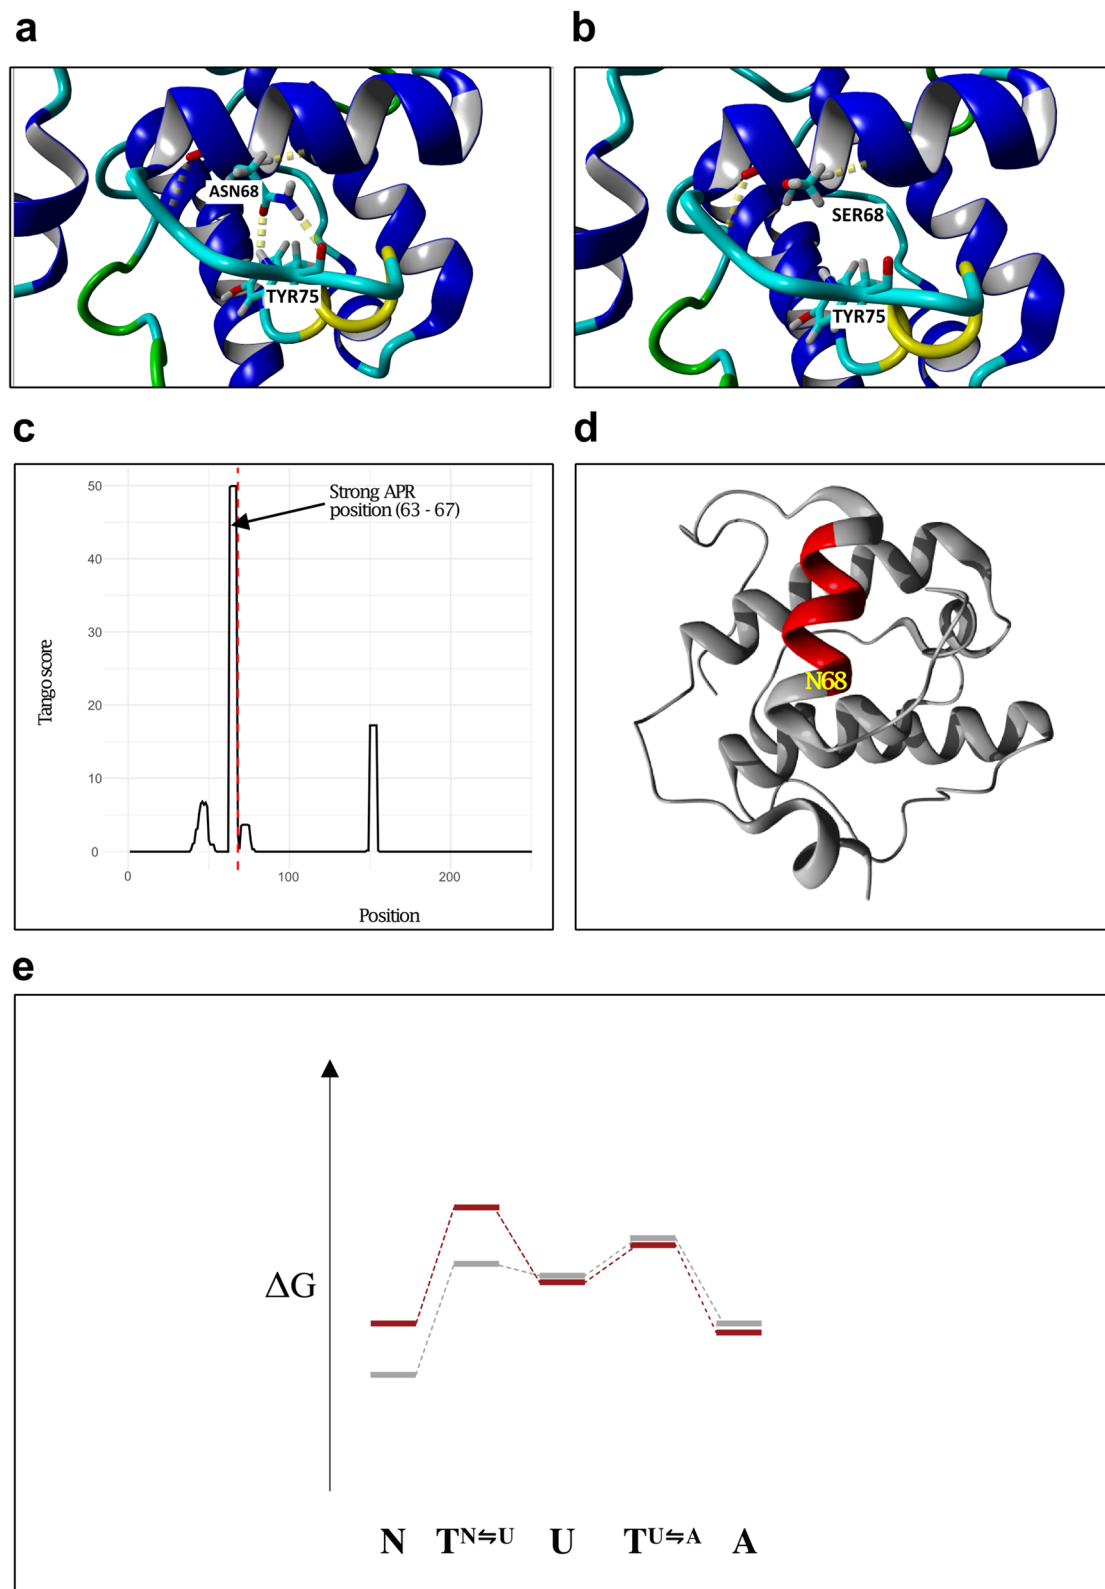 a
b
ASN68
TYR75
SER68
TYR75
c
d
Strong APR
position (63 - 67)
50
40
30
20
10
0
Tango score
0
100
200
Position
N68
e
ΔG
N
T^N⇋U
U
T^U⇋A
A